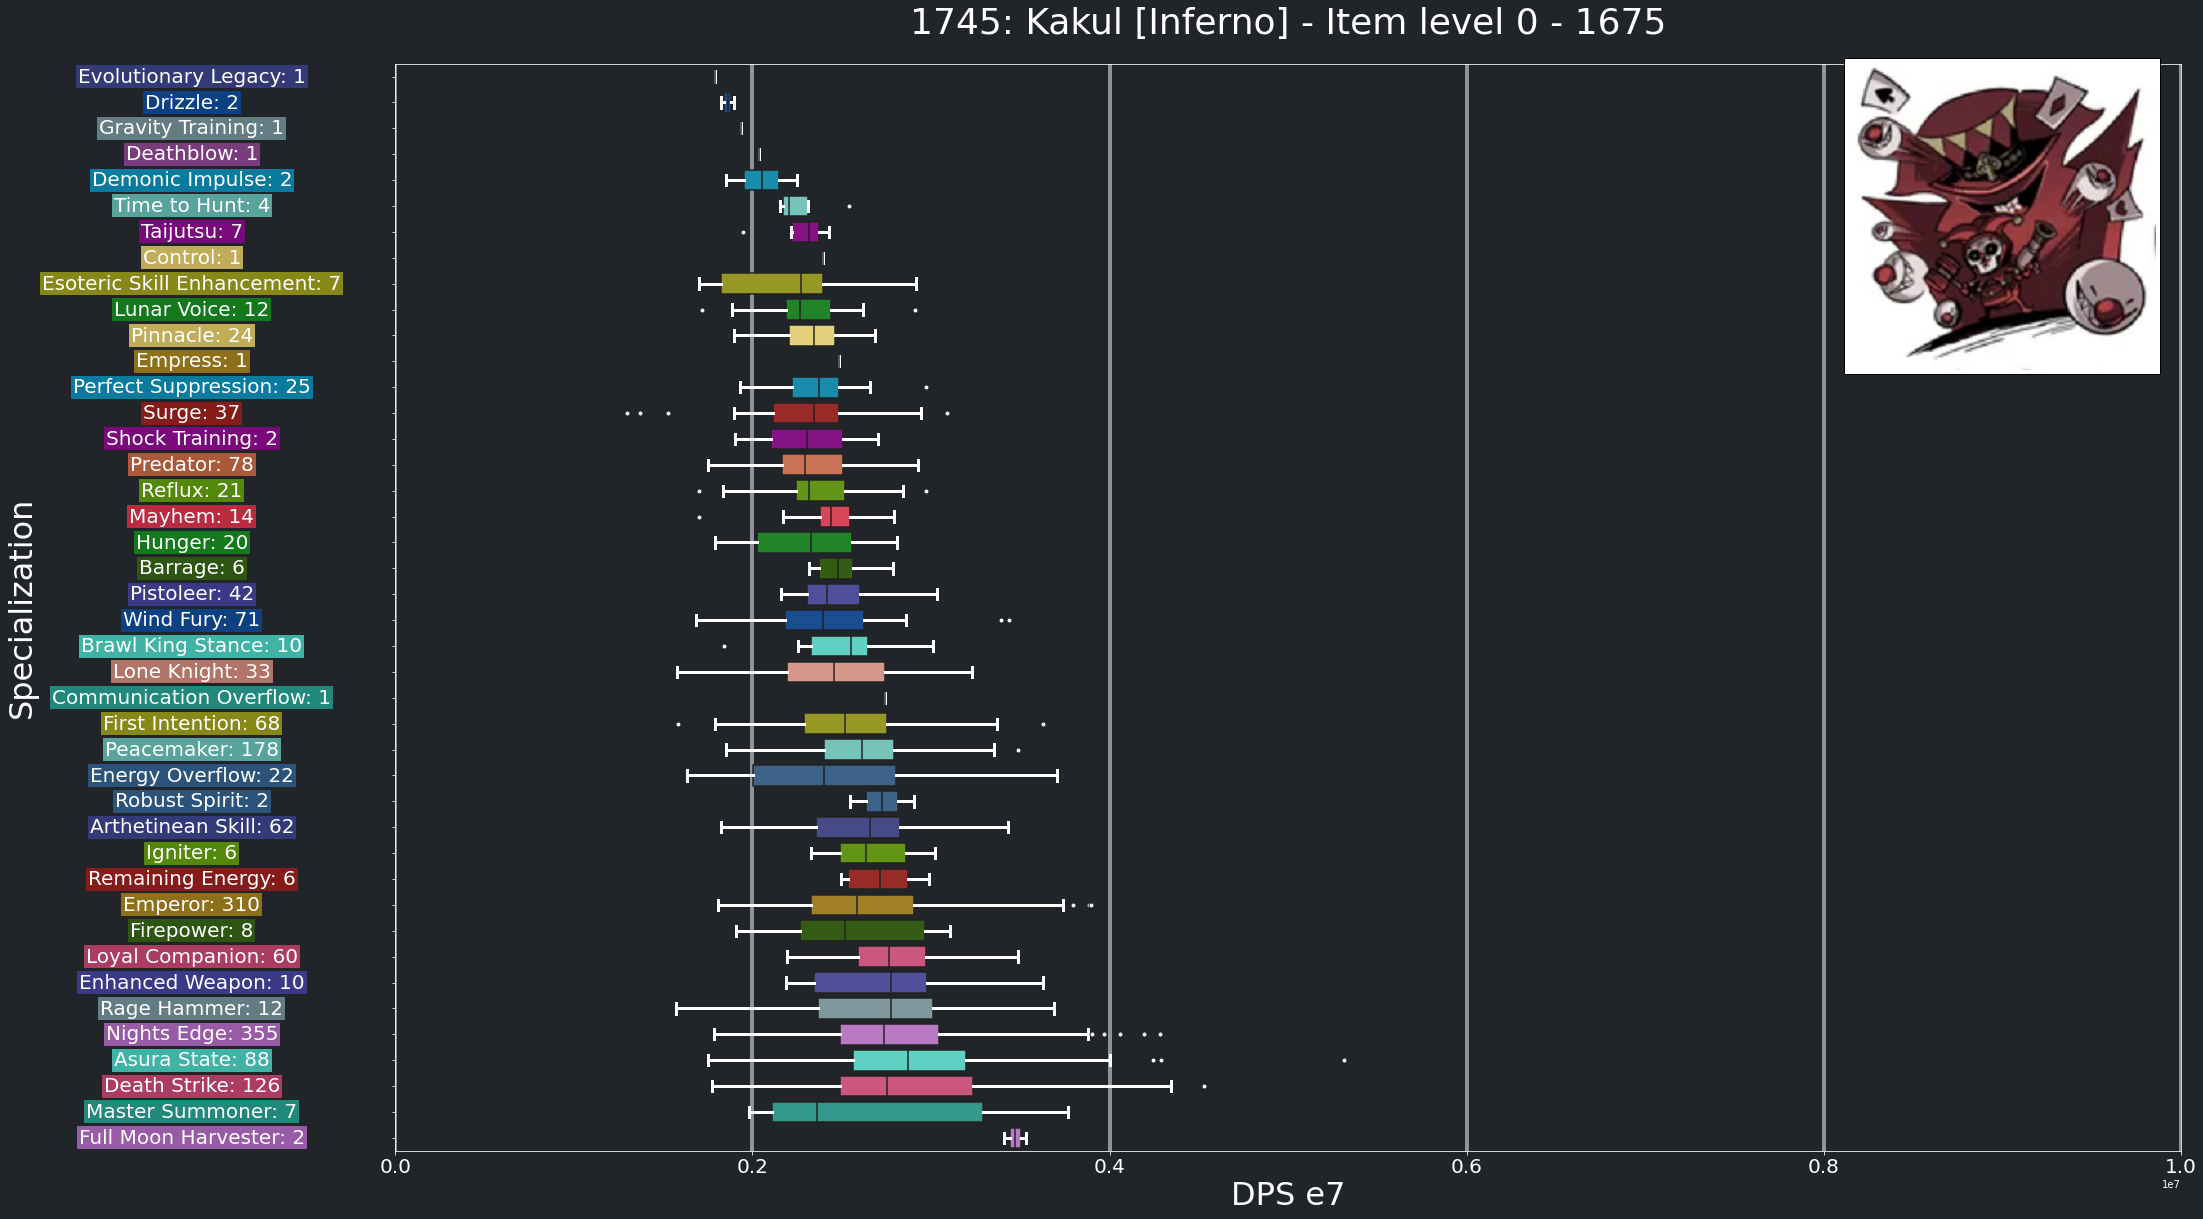 1745: Kakul [Inferno] - Item level 0 - 1675
Specialization
Evolutionary Legacy: 1
Drizzle: 2
Gravity Training: 1
Deathblow: 1
Demonic Impulse: 2
Time to Hunt: 4
Taijutsu: 7
Control: 1
Esoteric Skill Enhancement: 7
Lunar Voice: 12
Pinnacle: 24
Empress: 1
Perfect Suppression: 25
Surge: 37
Shock Training: 2
Predator: 78
Reflux: 21
Mayhem: 14
Hunger: 20
Barrage: 6
Pistoleer: 42
Wind Fury: 71
Brawl King Stance: 10
Lone Knight: 33
Communication Overflow: 1
First Intention: 68
Peacemaker: 178
Energy Overflow: 22
Robust Spirit: 2
Arthetinean Skill: 62
Igniter: 6
Remaining Energy: 6
Emperor: 310
Firepower: 8
Loyal Companion: 60
Enhanced Weapon: 10
Rage Hammer: 12
Nights Edge: 355
Asura State: 88
Death Strike: 126
Master Summoner: 7
Full Moon Harvester: 2
0.0 0.2 0.4 0.6 0.8 1.0
1e7
DPS e7